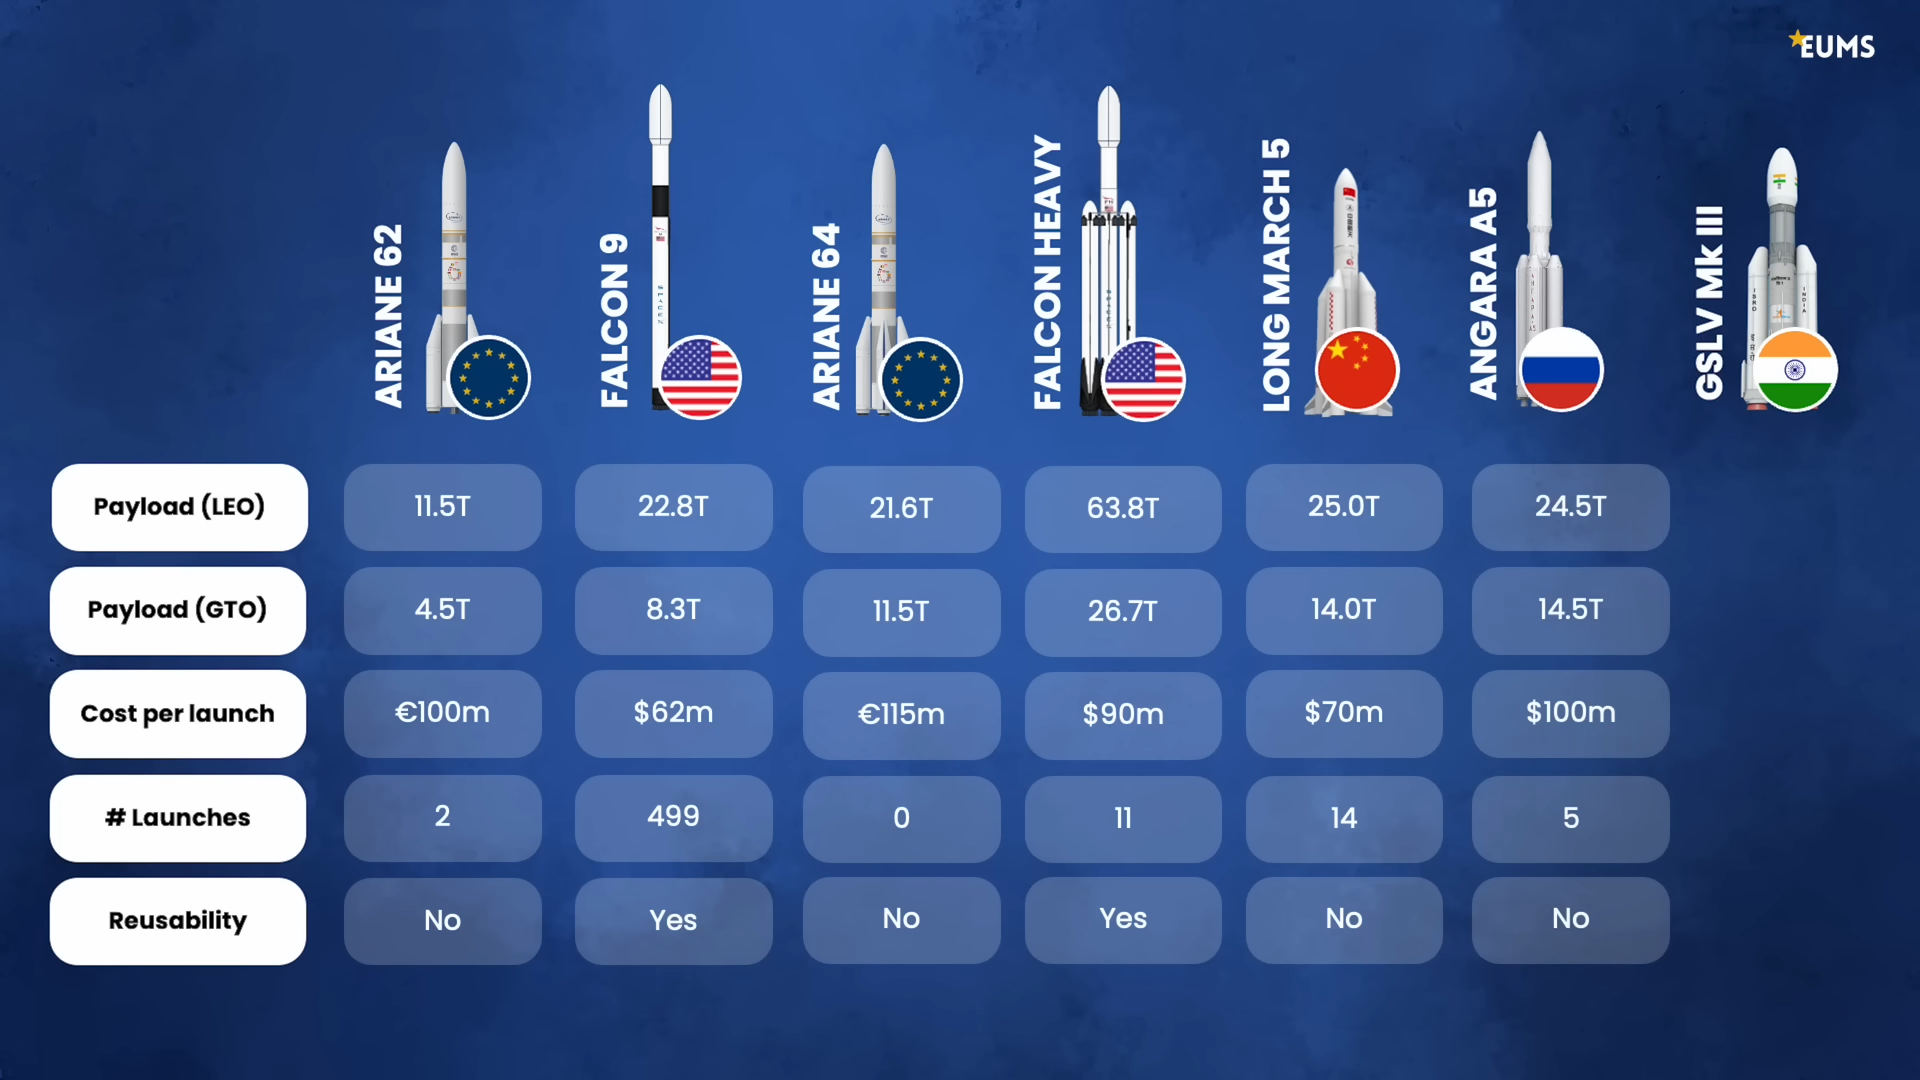 EUMS
ARIANE 62
FALCON 9
ARIANE 64
FALCON HEAVY
LONG MARCH 5
ANGARA A5
GSLV Mk III
Payload (LEO) 11.5T 22.8T 21.6T 63.8T 25.0T 24.5T
Payload (GTO) 4.5T 8.3T 11.5T 26.7T 14.0T 14.5T
Cost per launch €100m $62m €115m $90m $70m $100m
# Launches 2 499 0 11 14 5
Reusability No Yes No Yes No No